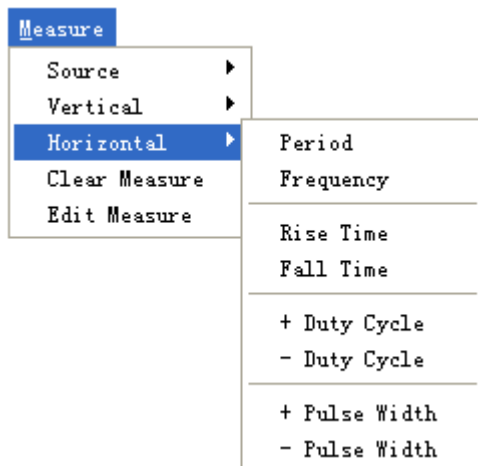 Measure
Source
Vertical
Horizontal
Clear Measure
Edit Measure
Period
Frequency
Rise Time
Fall Time
+ Duty Cycle
- Duty Cycle
+ Pulse Width
- Pulse Width